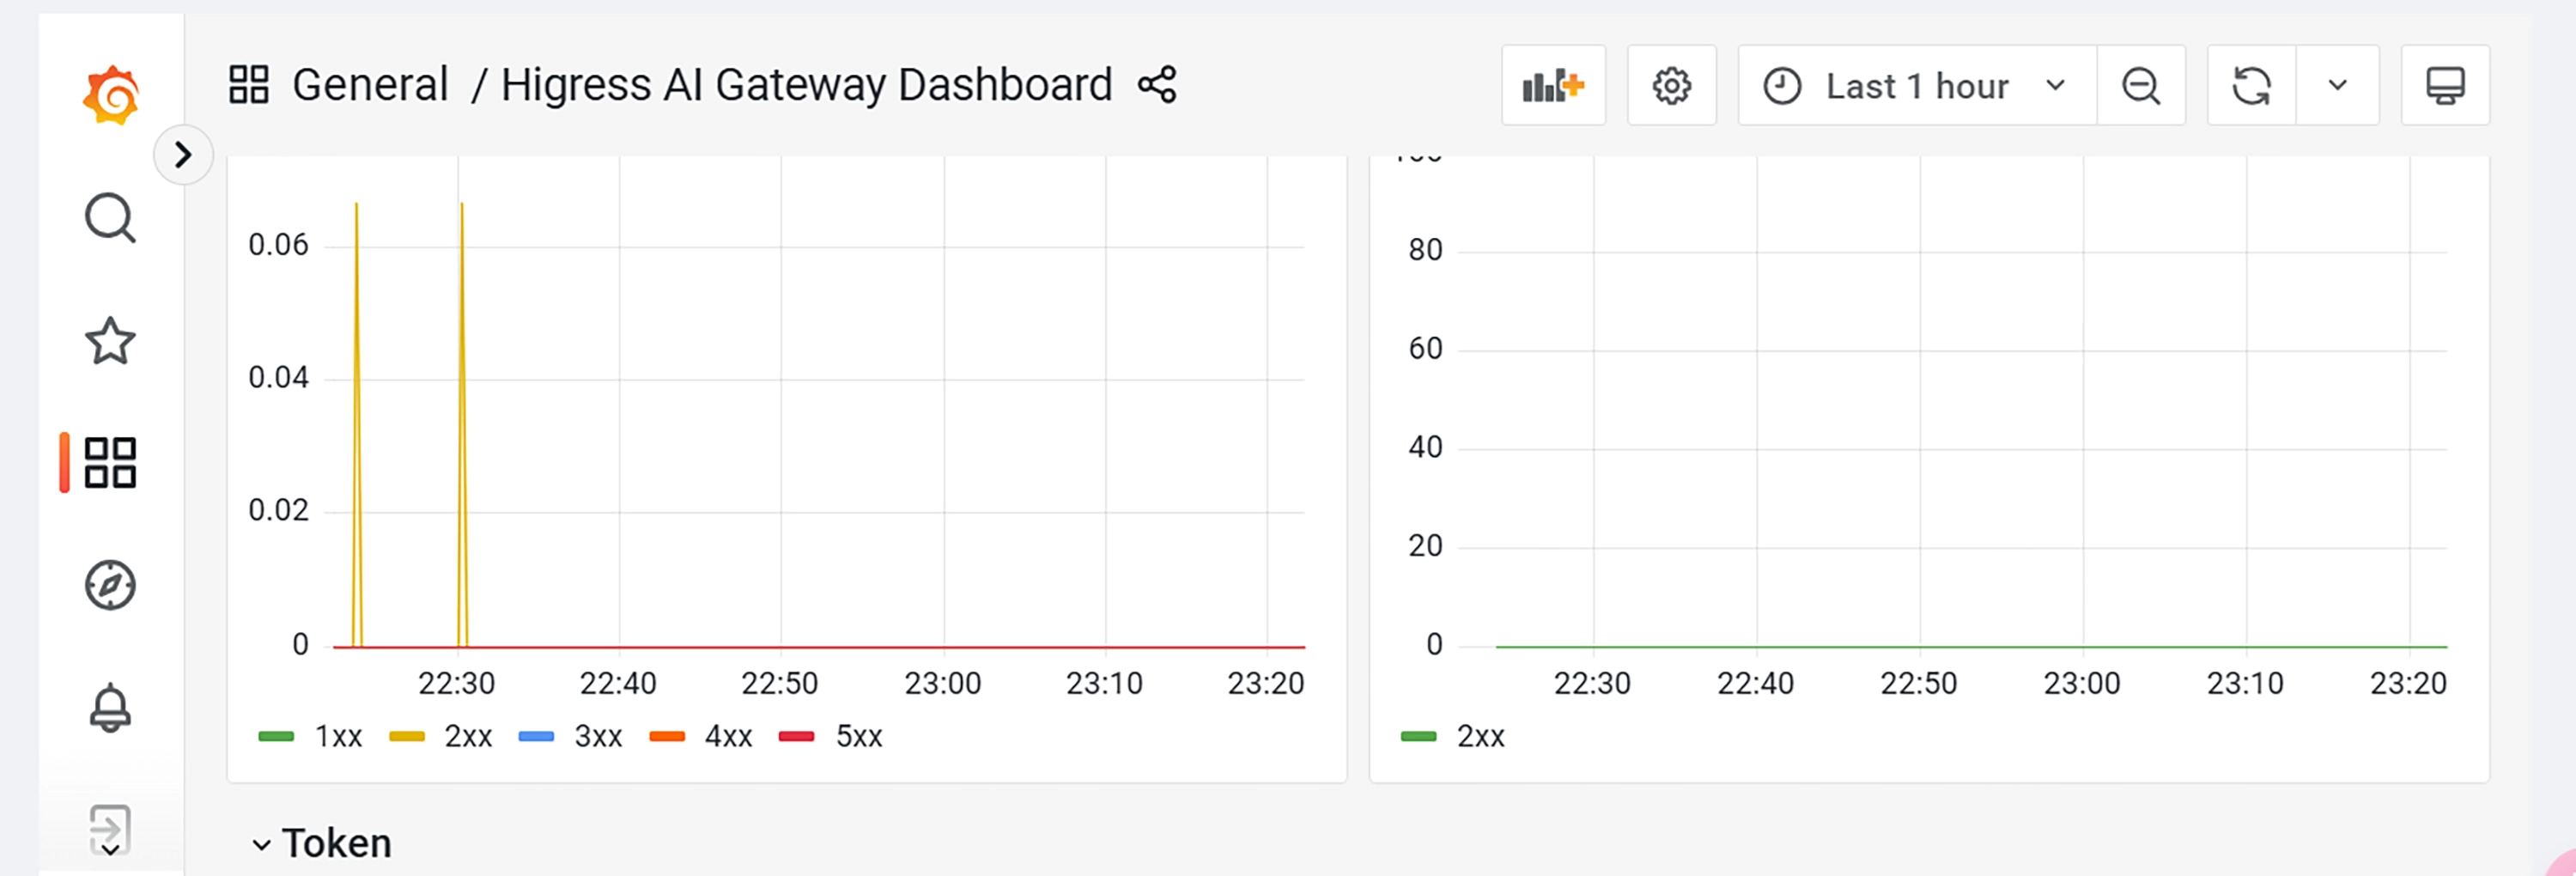 General / Higress AI Gateway Dashboard
Last 1 hour
0.06
0.04
0.02
0
22:30 22:40 22:50 23:00 23:10 23:20
1xx 2xx 3xx 4xx 5xx
80
60
40
20
0
22:30 22:40 22:50 23:00 23:10 23:20
2xx
Token